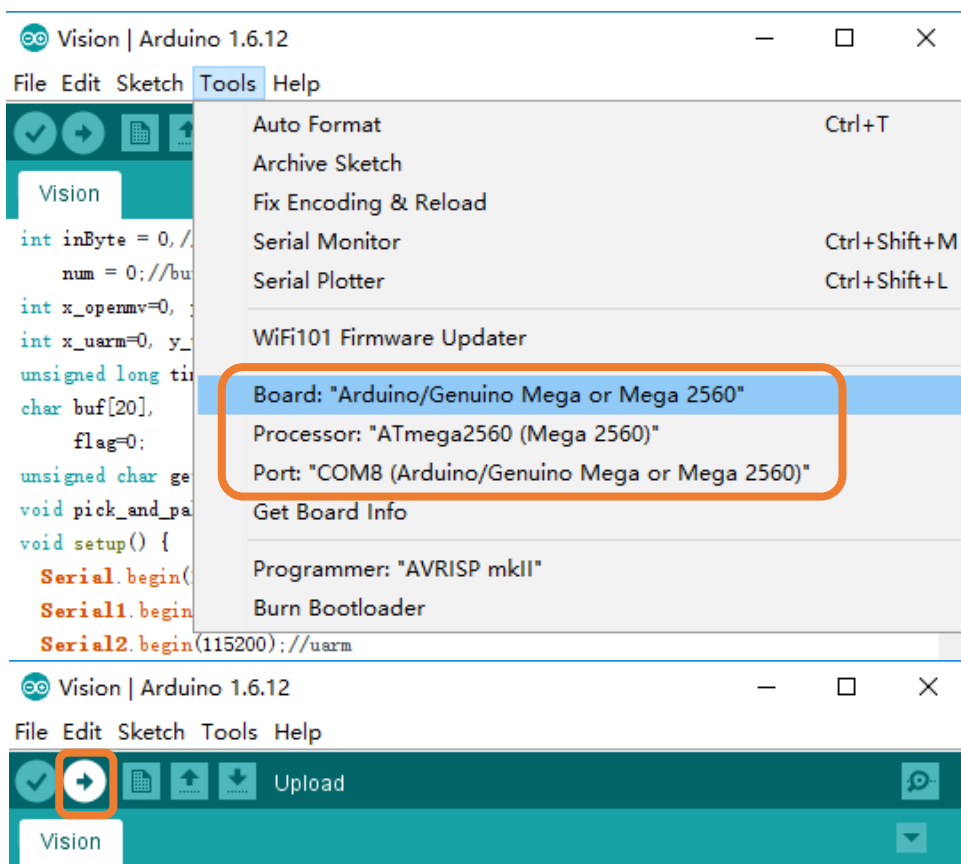 Vision | Arduino 1.6.12
File Edit Sketch Tools Help
Auto Format Ctrl+T
Archive Sketch
Vision
Fix Encoding & Reload
int inByte = 0,/
Serial Monitor Ctrl+Shift+M
num = 0;//bu
Serial Plotter Ctrl+Shift+L
int x_openmv=0,
WiFi101 Firmware Updater
int x_uarm=0, y_
unsigned long ti
Board: "Arduino/Genuino Mega or Mega 2560"
char buf[20],
Processor: "ATmega2560 (Mega 2560)"
flag=0;
unsigned char ge
Port: "COM8 (Arduino/Genuino Mega or Mega 2560)"
void pick_and_pa
Get Board Info
void setup() {
Programmer: "AVRISP mkII"
Serial.begin(
Burn Bootloader
Serial1.begin
Serial2.begin(115200);//uarm
Vision | Arduino 1.6.12
File Edit Sketch Tools Help
Upload
Vision